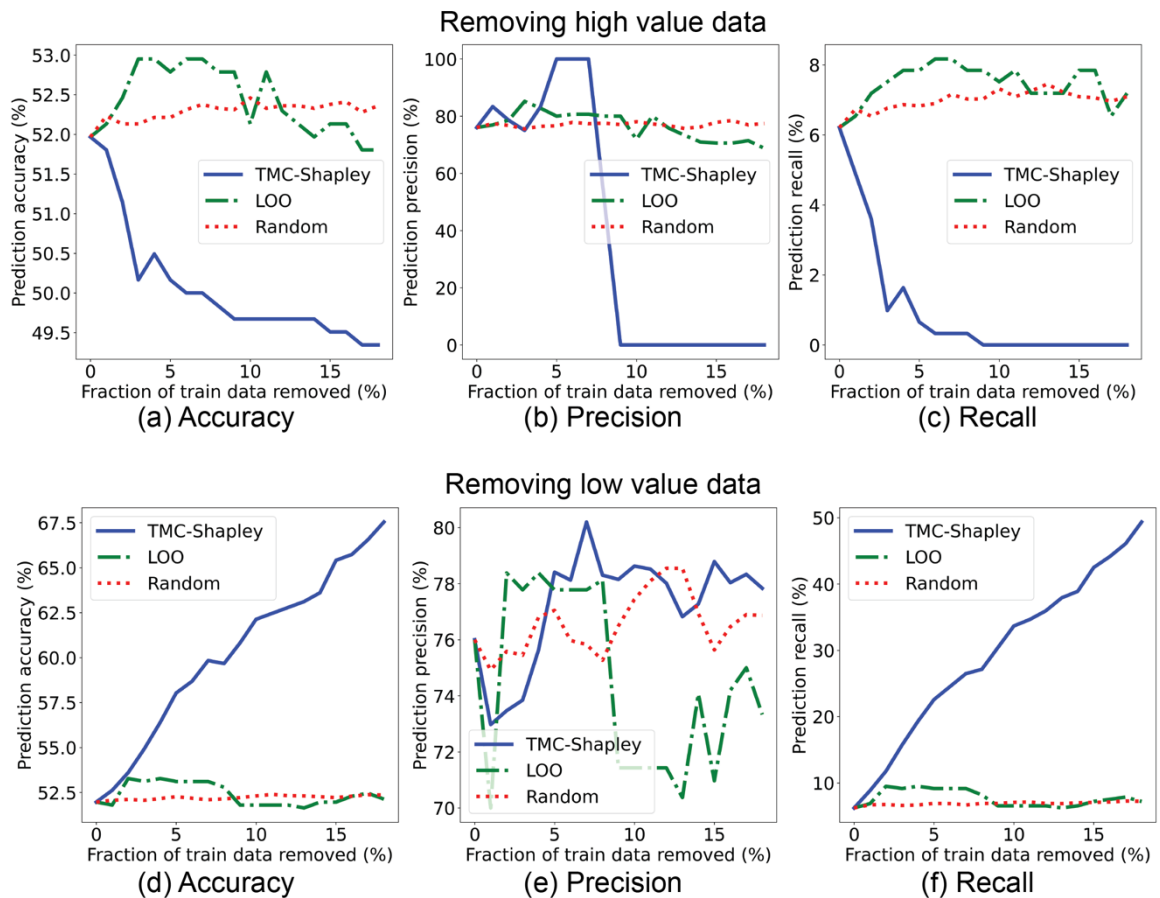 Removing high value data
Prediction accuracy (%)
53.0
52.5
52.0
51.5
51.0
50.5
50.0
49.5
TMC-Shapley
LOO
Random
0 5 10 15
Fraction of train data removed (%)
(a) Accuracy
Prediction precision (%)
100
80
60
40
20
0
TMC-Shapley
LOO
Random
0 5 10 15
Fraction of train data removed (%)
(b) Precision
Prediction recall (%)
8
6
4
2
0
TMC-Shapley
LOO
Random
0 5 10 15
Fraction of train data removed (%)
(c) Recall
Removing low value data
Prediction accuracy (%)
67.5
65.0
62.5
60.0
57.5
55.0
52.5
TMC-Shapley
LOO
Random
0 5 10 15
Fraction of train data removed (%)
(d) Accuracy
Prediction precision (%)
80
78
76
74
72
70
TMC-Shapley
LOO
Random
0 5 10 15
Fraction of train data removed (%)
(e) Precision
Prediction recall (%)
50
40
30
20
10
TMC-Shapley
LOO
Random
0 5 10 15
Fraction of train data removed (%)
(f) Recall